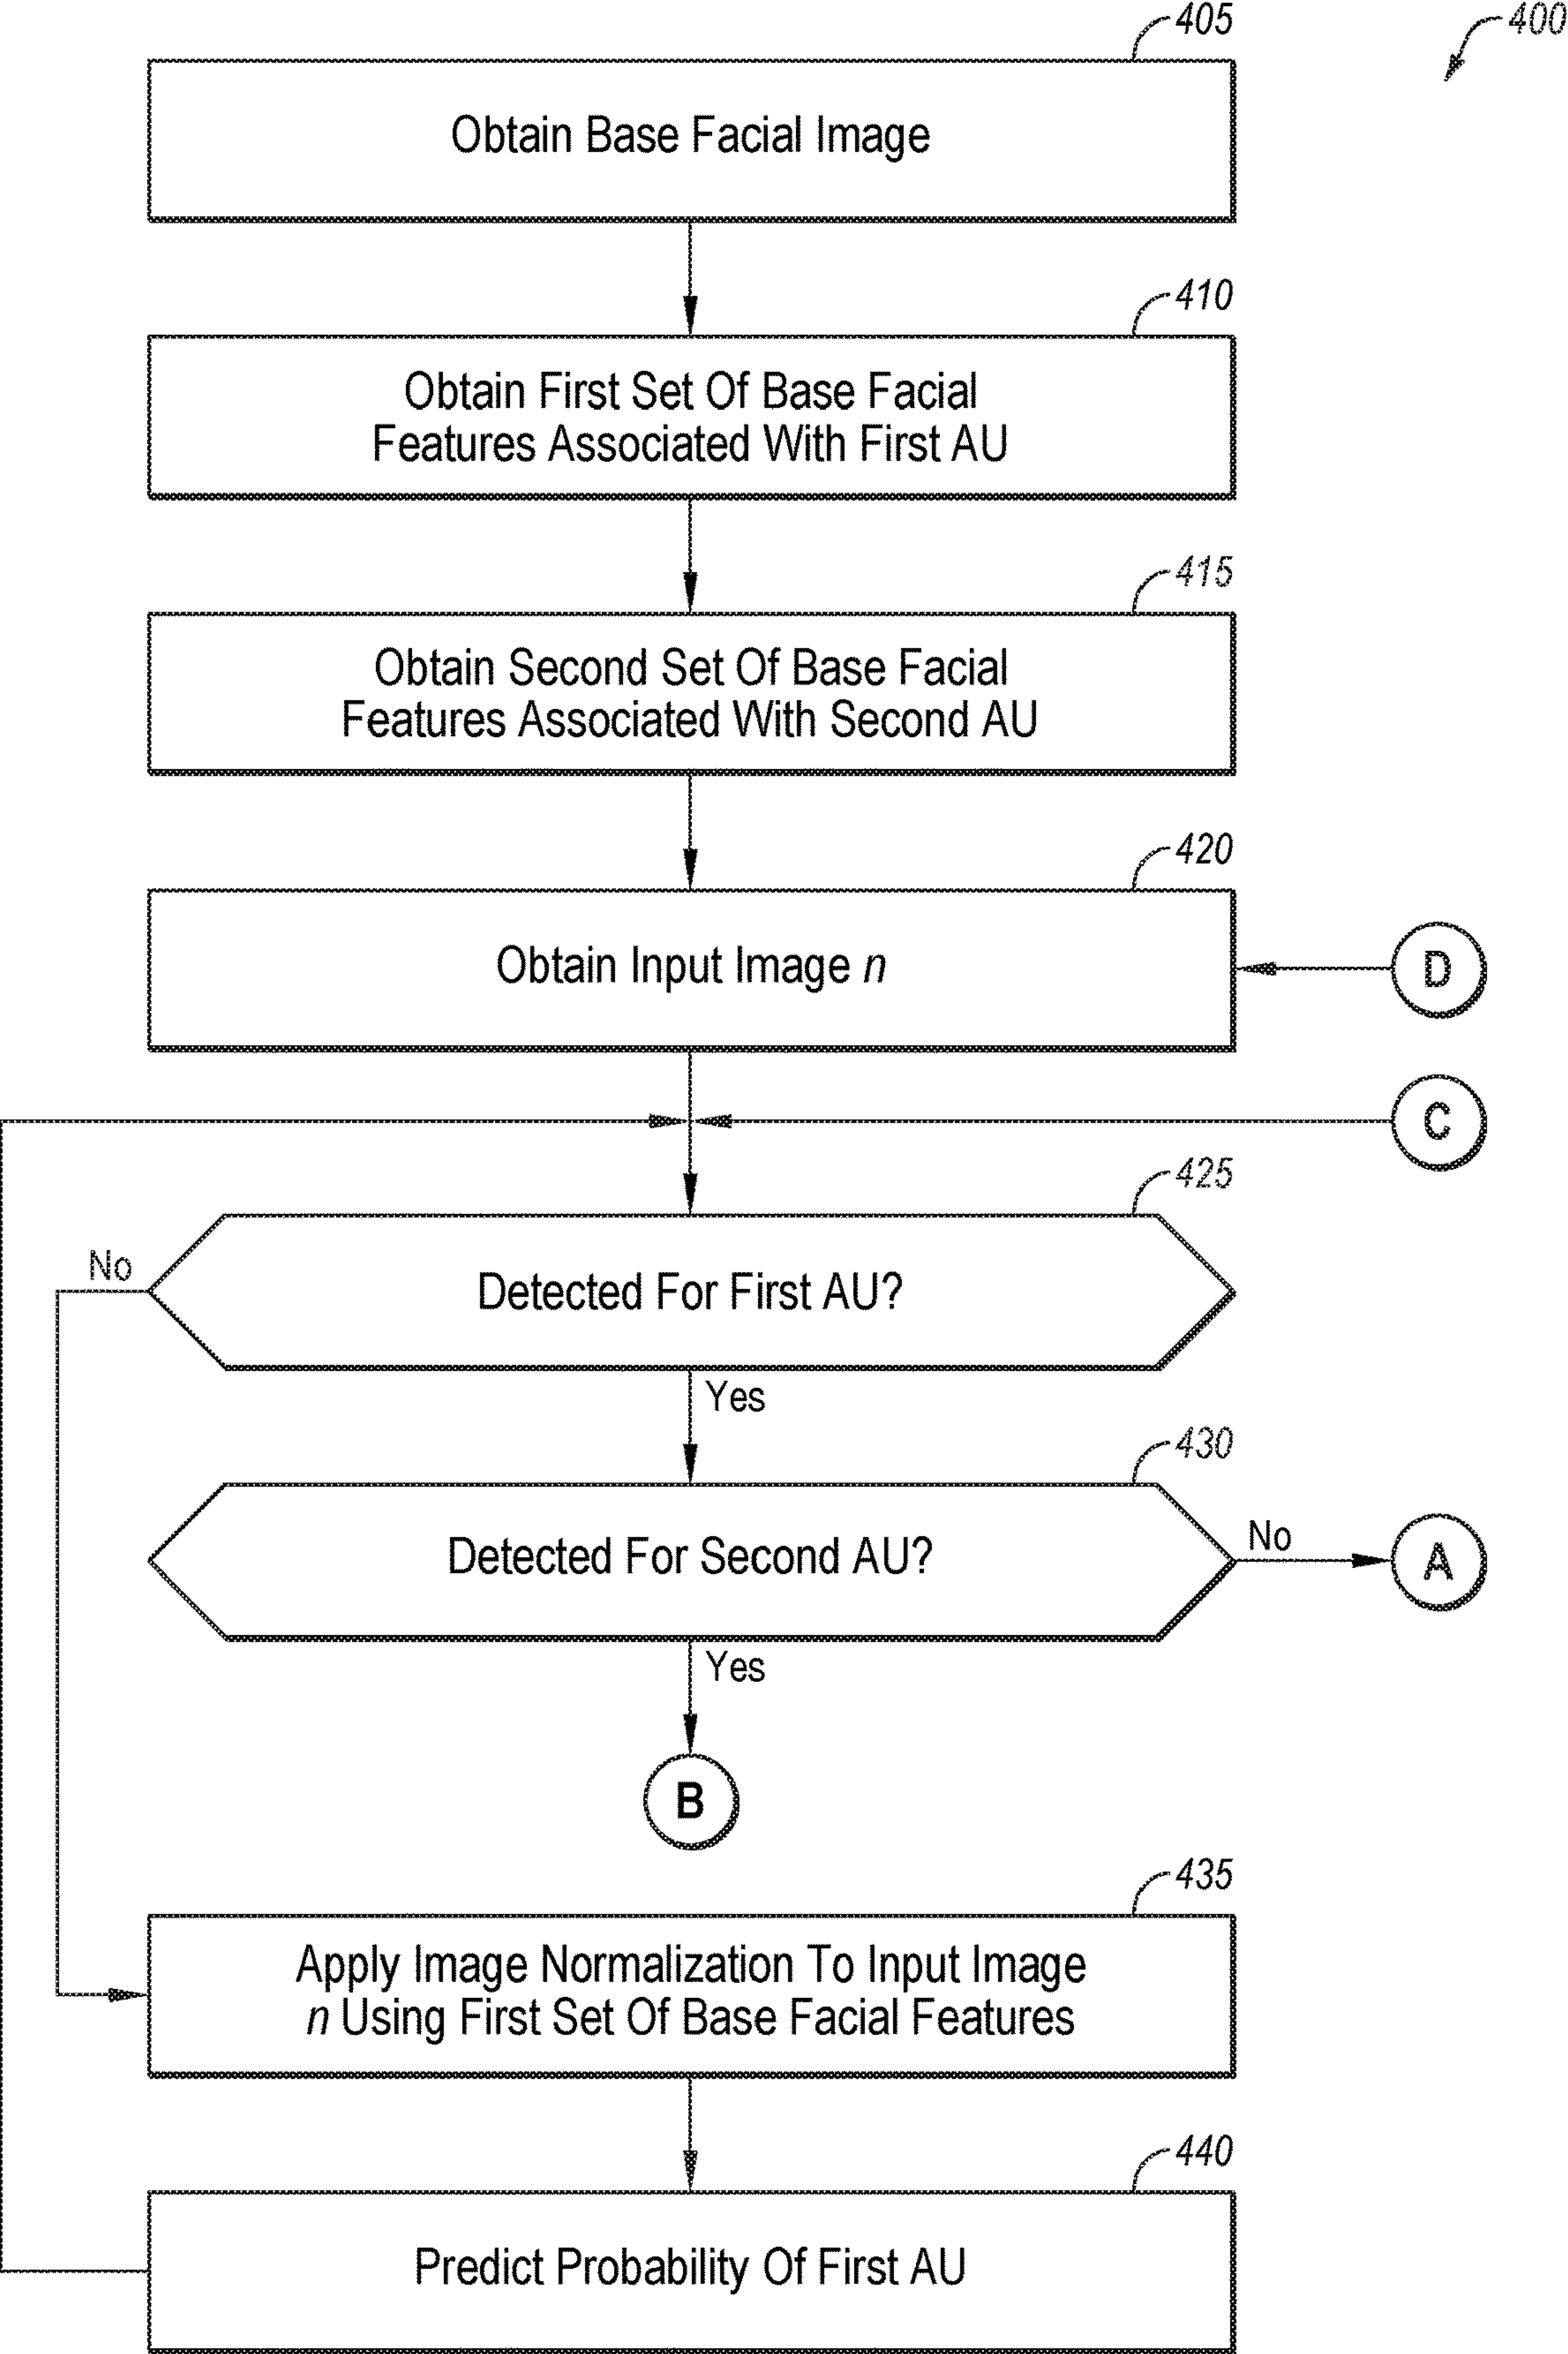 405
400
Obtain Base Facial Image
410
Obtain First Set Of Base Facial
Features Associated With First AU
415
Obtain Second Set Of Base Facial
Features Associated With Second AU
420
Obtain Input Image n
D
C
425
No
Detected For First AU?
Yes
430
Detected For Second AU?
No
A
Yes
B
435
Apply Image Normalization To Input Image
n Using First Set Of Base Facial Features
440
Predict Probability Of First AU